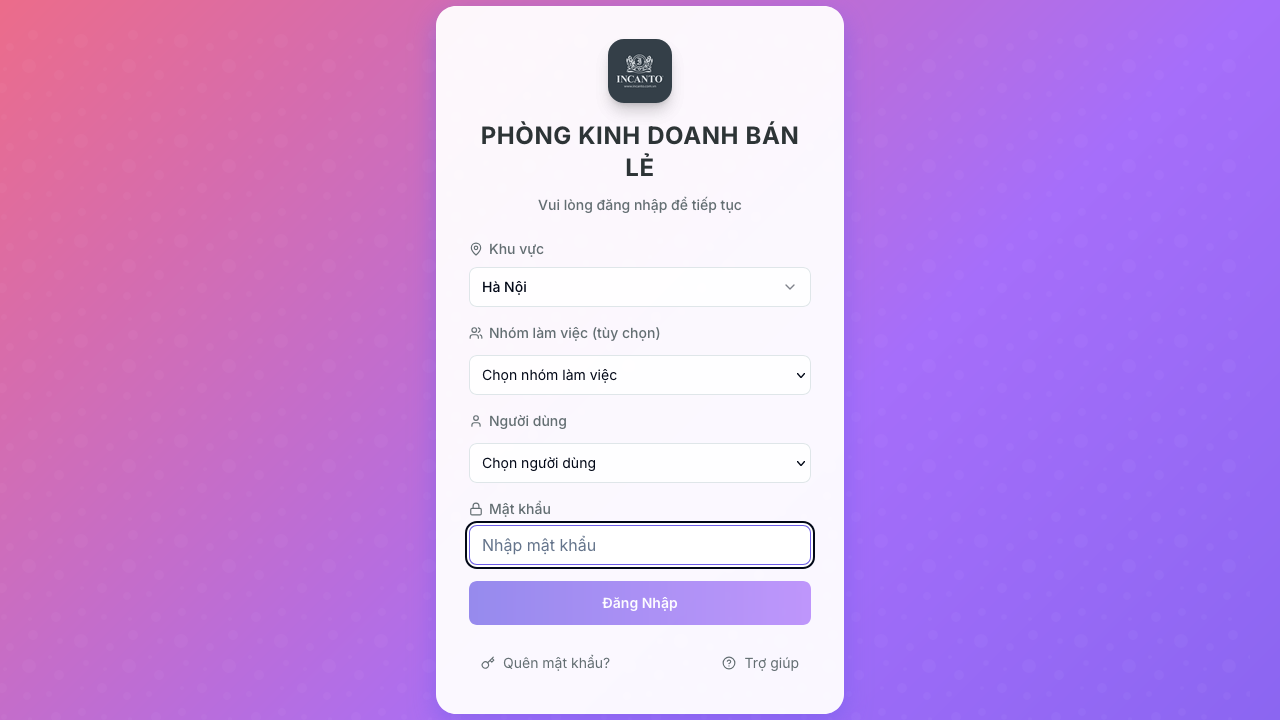 INCANTO
PHÒNG KINH DOANH BÁN
LẺ
Vui lòng đăng nhập để tiếp tục
Khu vực
Hà Nội
Nhóm làm việc (tùy chọn)
Chọn nhóm làm việc
Người dùng
Chọn người dùng
Mật khẩu
Nhập mật khẩu
Đăng Nhập
Quên mật khẩu?
Trợ giúp